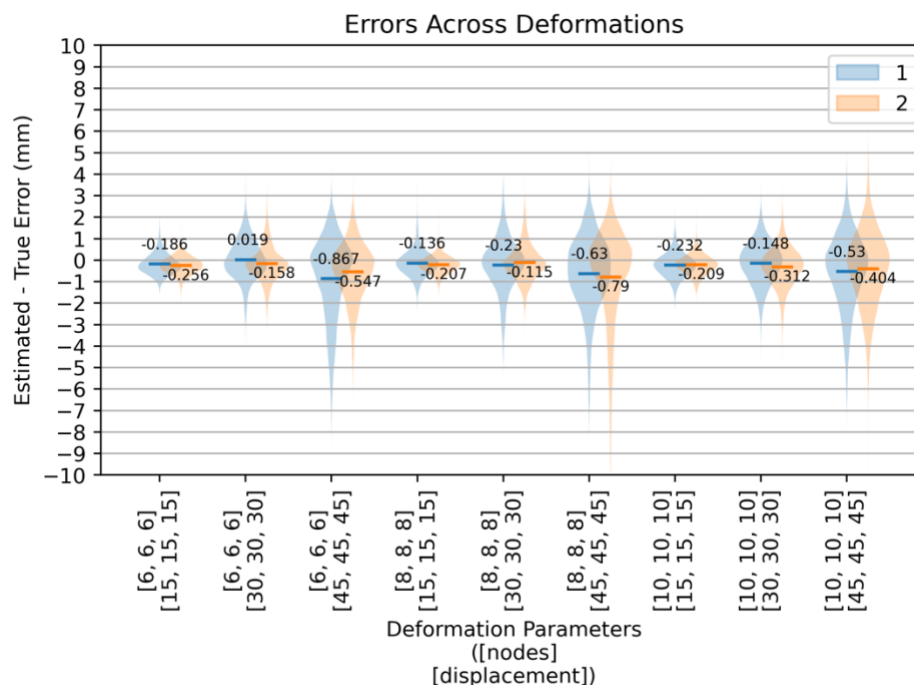 Errors Across Deformations
Estimated - True Error (mm)
10
9
8
7
6
5
4
3
2
1
0
−1
−2
−3
−4
−5
−6
−7
−8
−9
−10
1
2
-0.186
-0.256
0.019
-0.158
-0.867
-0.547
-0.136
-0.207
-0.23
-0.115
-0.63
-0.79
-0.232
-0.209
-0.148
-0.312
-0.53
-0.404
[6, 6, 6]
[15, 15, 15]
[6, 6, 6]
[30, 30, 30]
[6, 6, 6]
[45, 45, 45]
[8, 8, 8]
[15, 15, 15]
[8, 8, 8]
[30, 30, 30]
[8, 8, 8]
[45, 45, 45]
[10, 10, 10]
[15, 15, 15]
[10, 10, 10]
[30, 30, 30]
[10, 10, 10]
[45, 45, 45]
Deformation Parameters
([nodes]
[displacement])